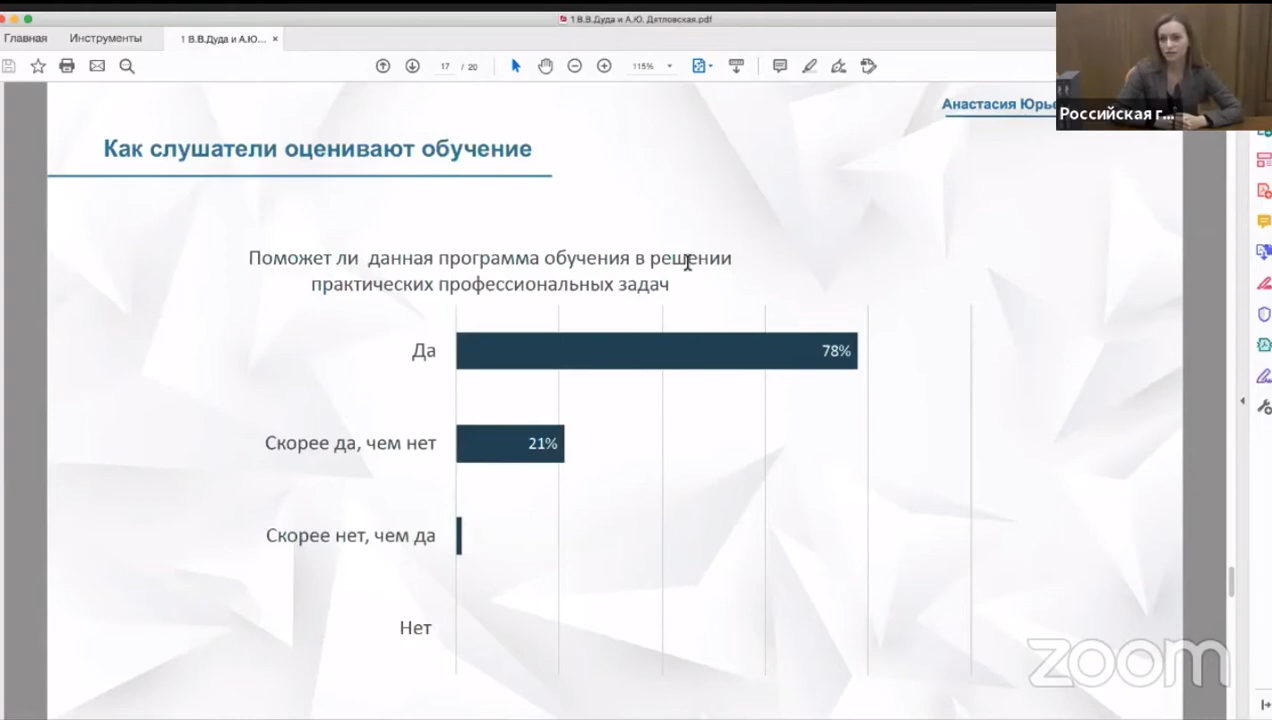 1 В.В.Дуда и А.Ю. Дятловская.pdf
Главная
Инструменты
1 В.В.Дуда и А.Ю... ×
17 / 20
115%
Анастасия Юрье
Российская г...
Как слушатели оценивают обучение
Поможет ли данная программа обучения в решении
практических профессиональных задач
Да
78%
Скорее да, чем нет
21%
Скорее нет, чем да
Нет
zoom